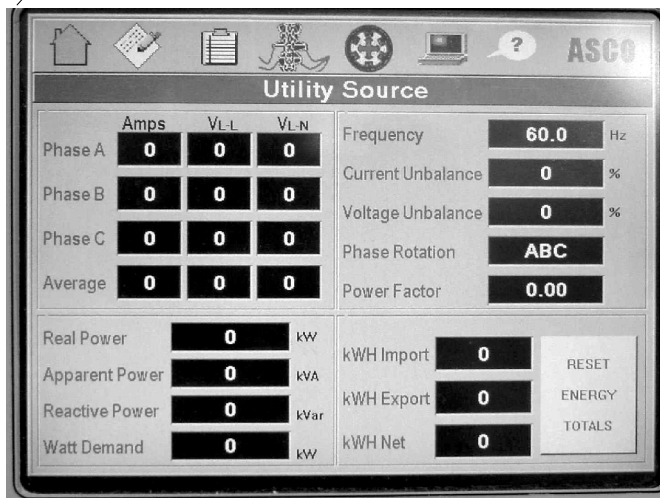 ?
ASCO
Utility Source
Amps VL-L VL-N
Phase A 0 0 0
Phase B 0 0 0
Phase C 0 0 0
Average 0 0 0
Frequency 60.0 Hz
Current Unbalance 0 %
Voltage Unbalance 0 %
Phase Rotation ABC
Power Factor 0.00
Real Power 0 kW
Apparent Power 0 kVA
Reactive Power 0 kVar
Watt Demand 0 kW
kWH Import 0
kWH Export 0
kWH Net 0
RESET
ENERGY
TOTALS